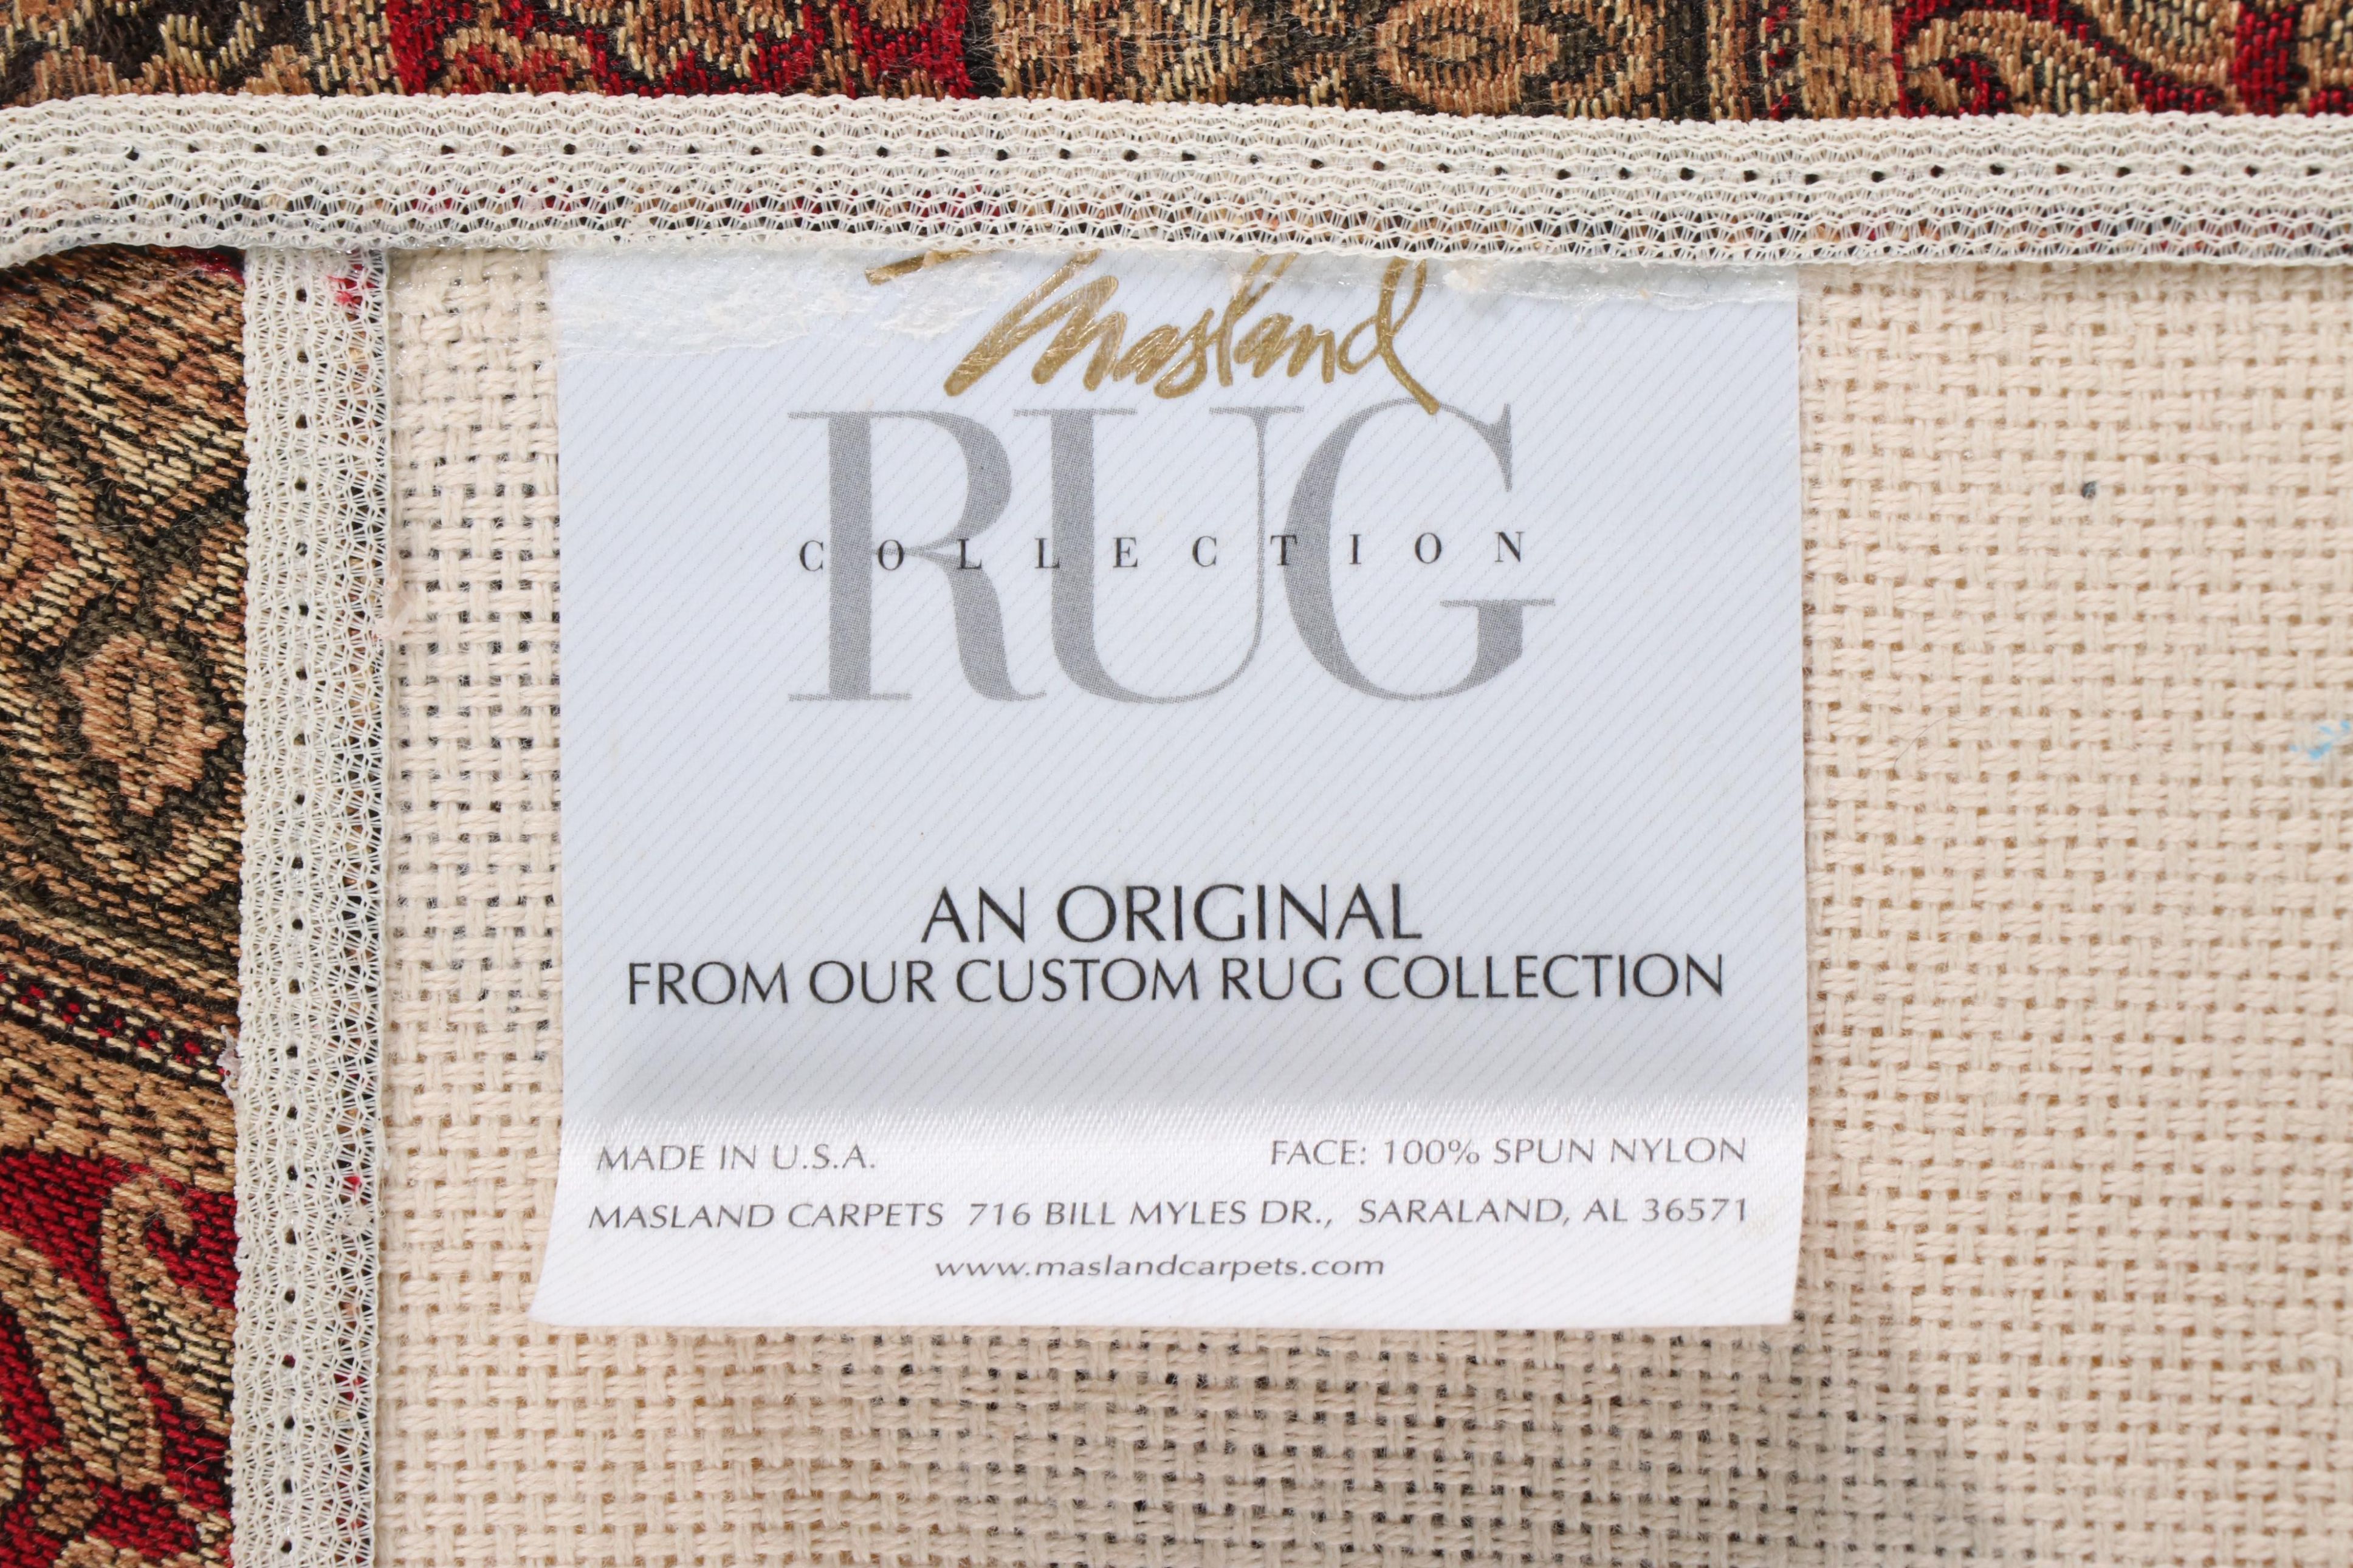 Masland
RUG
COLLECTION
AN ORIGINAL
FROM OUR CUSTOM RUG COLLECTION
MADE IN U.S.A. FACE: 100% SPUN NYLON
MASLAND CARPETS 716 BILL MYLES DR., SARALAND, AL 36571
www.maslandcarpets.com